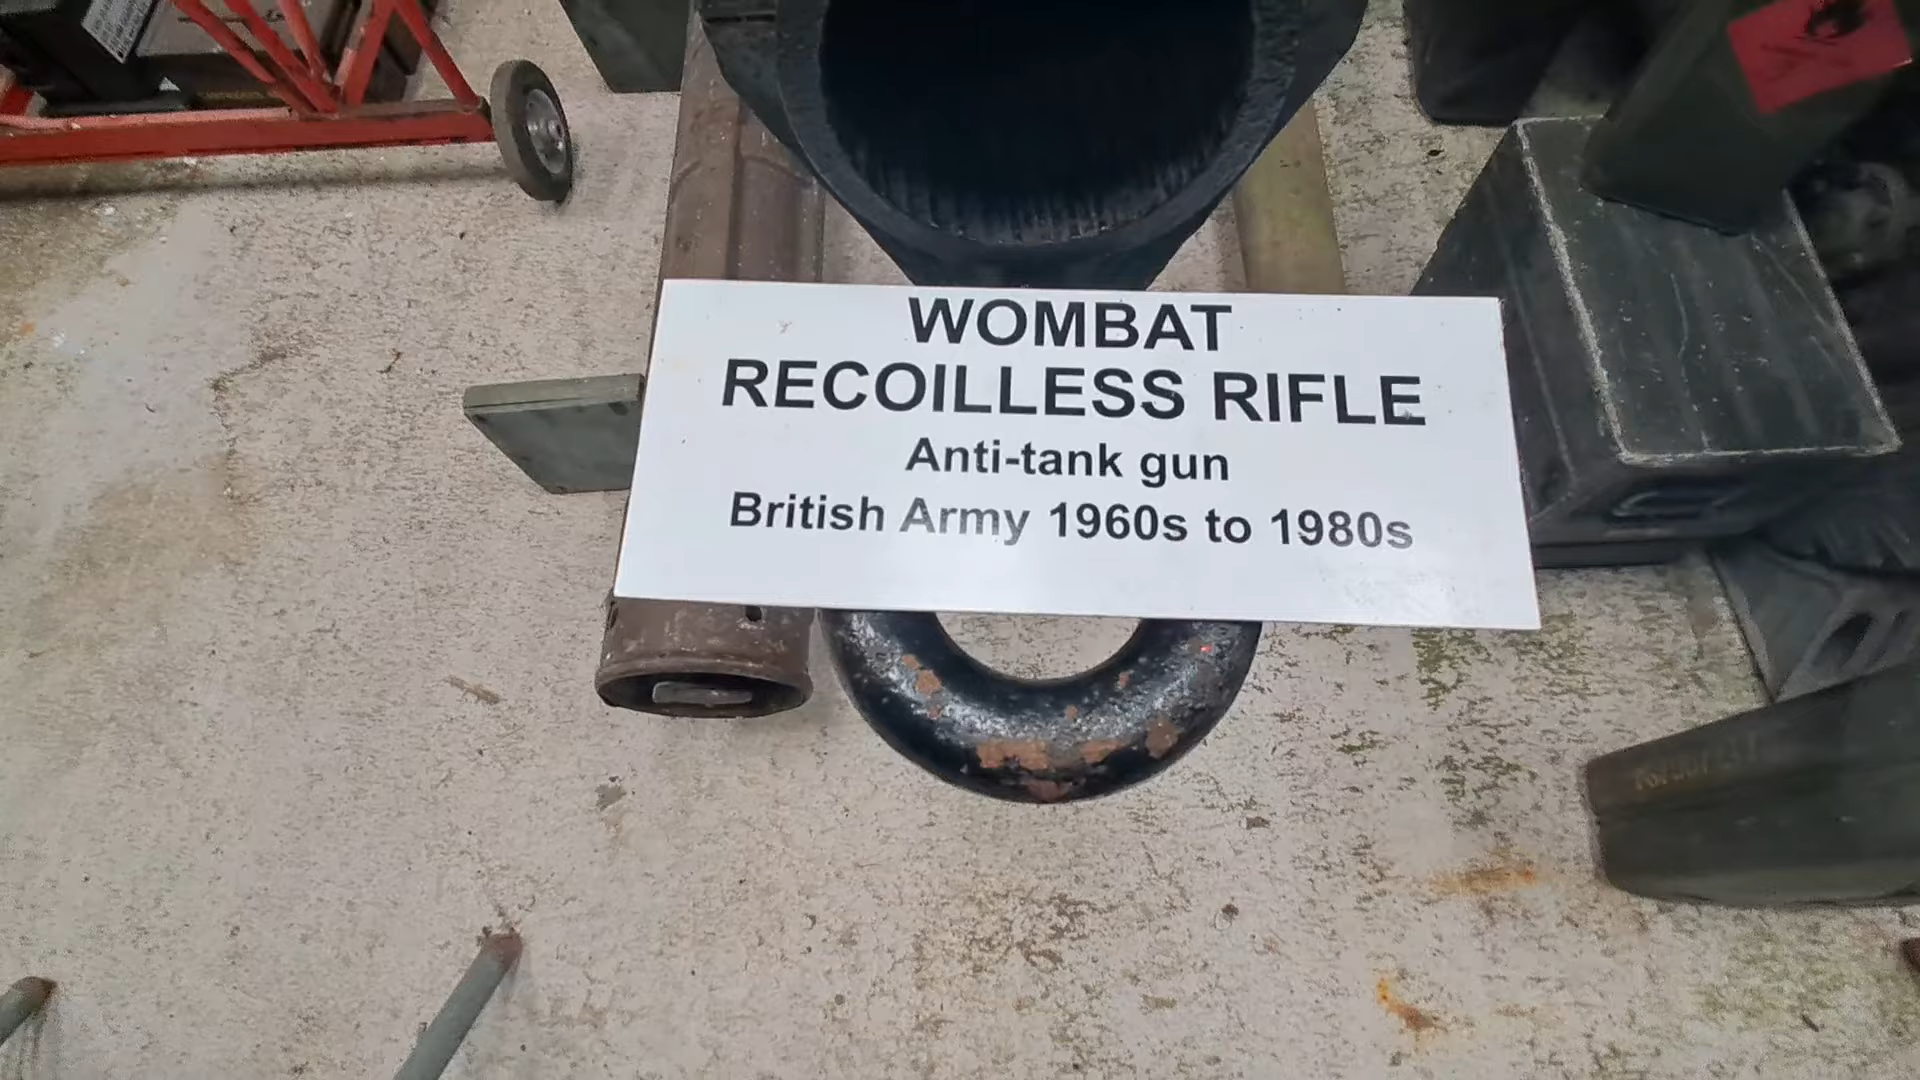 WOMBAT
RECOILLESS RIFLE
Anti-tank gun
British Army 1960s to 1980s